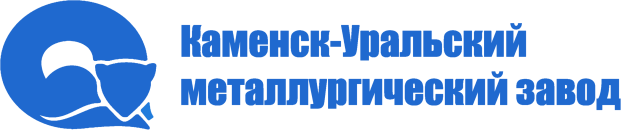 Каменск-Уральский
металлургический завод